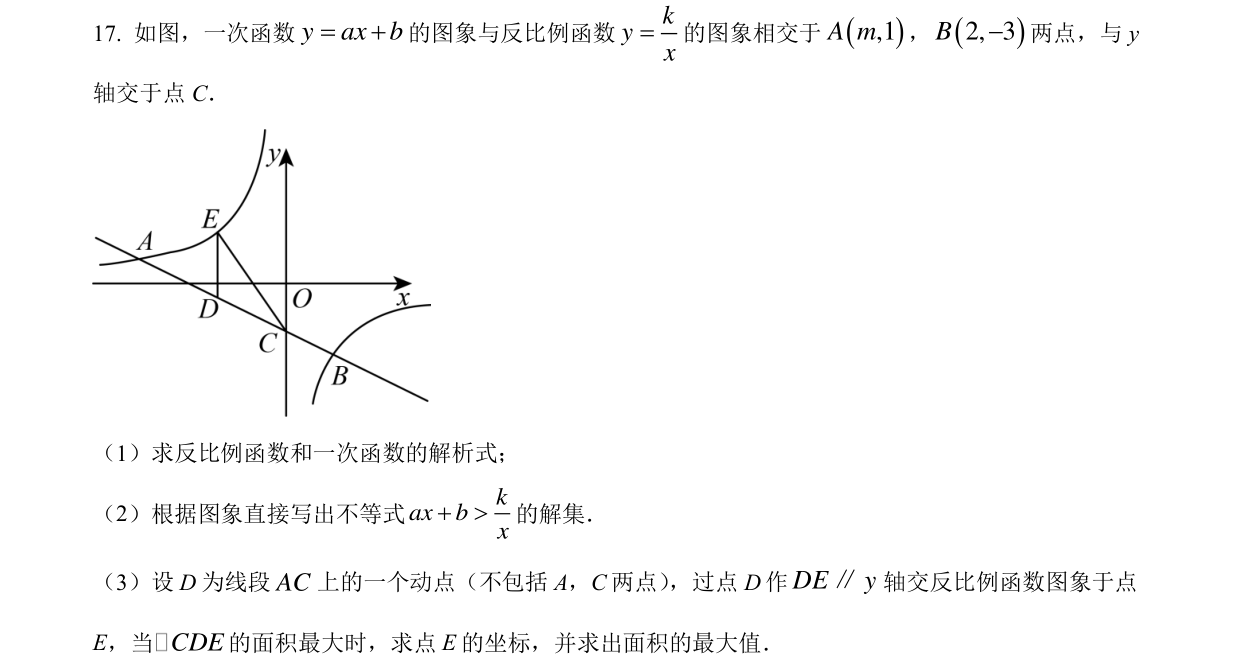 17. 如图，一次函数 y = ax + b 的图象与反比例函数 y = k/x 的图象相交于 A(m,1)，B(2,−3) 两点，与 y
轴交于点 C．
y
E
A
O
x
D
C
B
（1）求反比例函数和一次函数的解析式；
（2）根据图象直接写出不等式 ax + b > k/x 的解集．
（3）设 D 为线段 AC 上的一个动点（不包括 A，C 两点），过点 D 作 DE ∥ y 轴交反比例函数图象于点
E，当□CDE 的面积最大时，求点 E 的坐标，并求出面积的最大值．